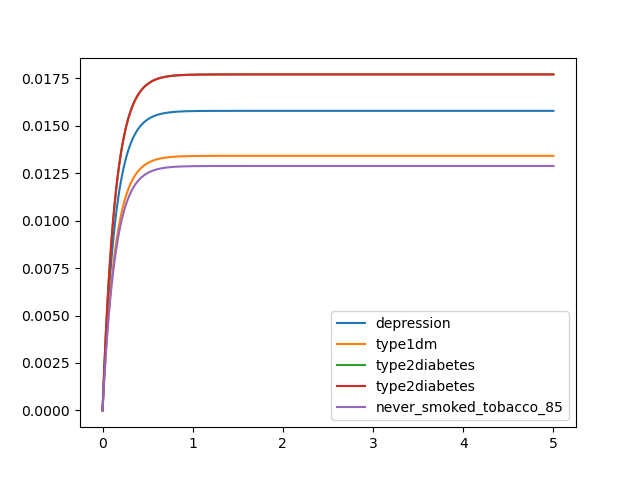 0.0175
0.0150
0.0125
0.0100
0.0075
0.0050
0.0025
0.0000
depression
type1dm
type2diabetes
type2diabetes
never_smoked_tobacco_85
0 1 2 3 4 5